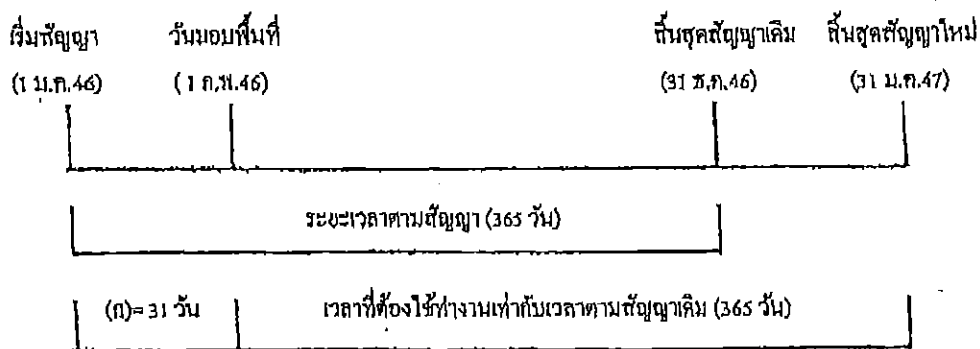 เริ่มสัญญา วันมอบพื้นที่ สิ้นสุดสัญญาเดิม สิ้นสุดสัญญาใหม่
(1 ม.ค.46) (1 ก.พ.46) (31 ธ.ค.46) (31 ม.ค.47)
ระยะเวลาตามสัญญา (365 วัน)
(ก)= 31 วัน เวลาที่ต้องใช้ทำงานเท่ากับเวลาตามสัญญาเดิม (365 วัน)